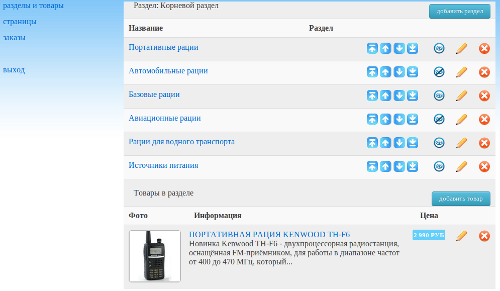 разделы и товары
страницы
заказы
выход
Раздел: Корневой раздел
добавить раздел
Название Раздел
Портативные рации
Автомобильные рации
Базовые рации
Авиационные рации
Рации для водного транспорта
Источники питания
Товары в разделе
добавить товар
Фото Информация Цена
ПОРТАТИВНАЯ РАЦИЯ KENWOOD TH-F6
Новинка Kenwood TH-F6 - двухпроцессорная радиостанция,
оснащённая FM-приёмником, для работы в диапазоне частот
от 400 до 470 МГц, который...
2 990 РУБ